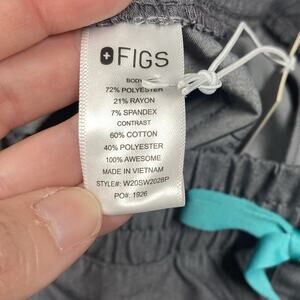 FIGS
BODY
72% POLYESTER
21% RAYON
7% SPANDEX
CONTRAST
60% COTTON
40% POLYESTER
100% AWESOME
MADE IN VIETNAM
STYLE#: W20SW2028P
PO#: 1926